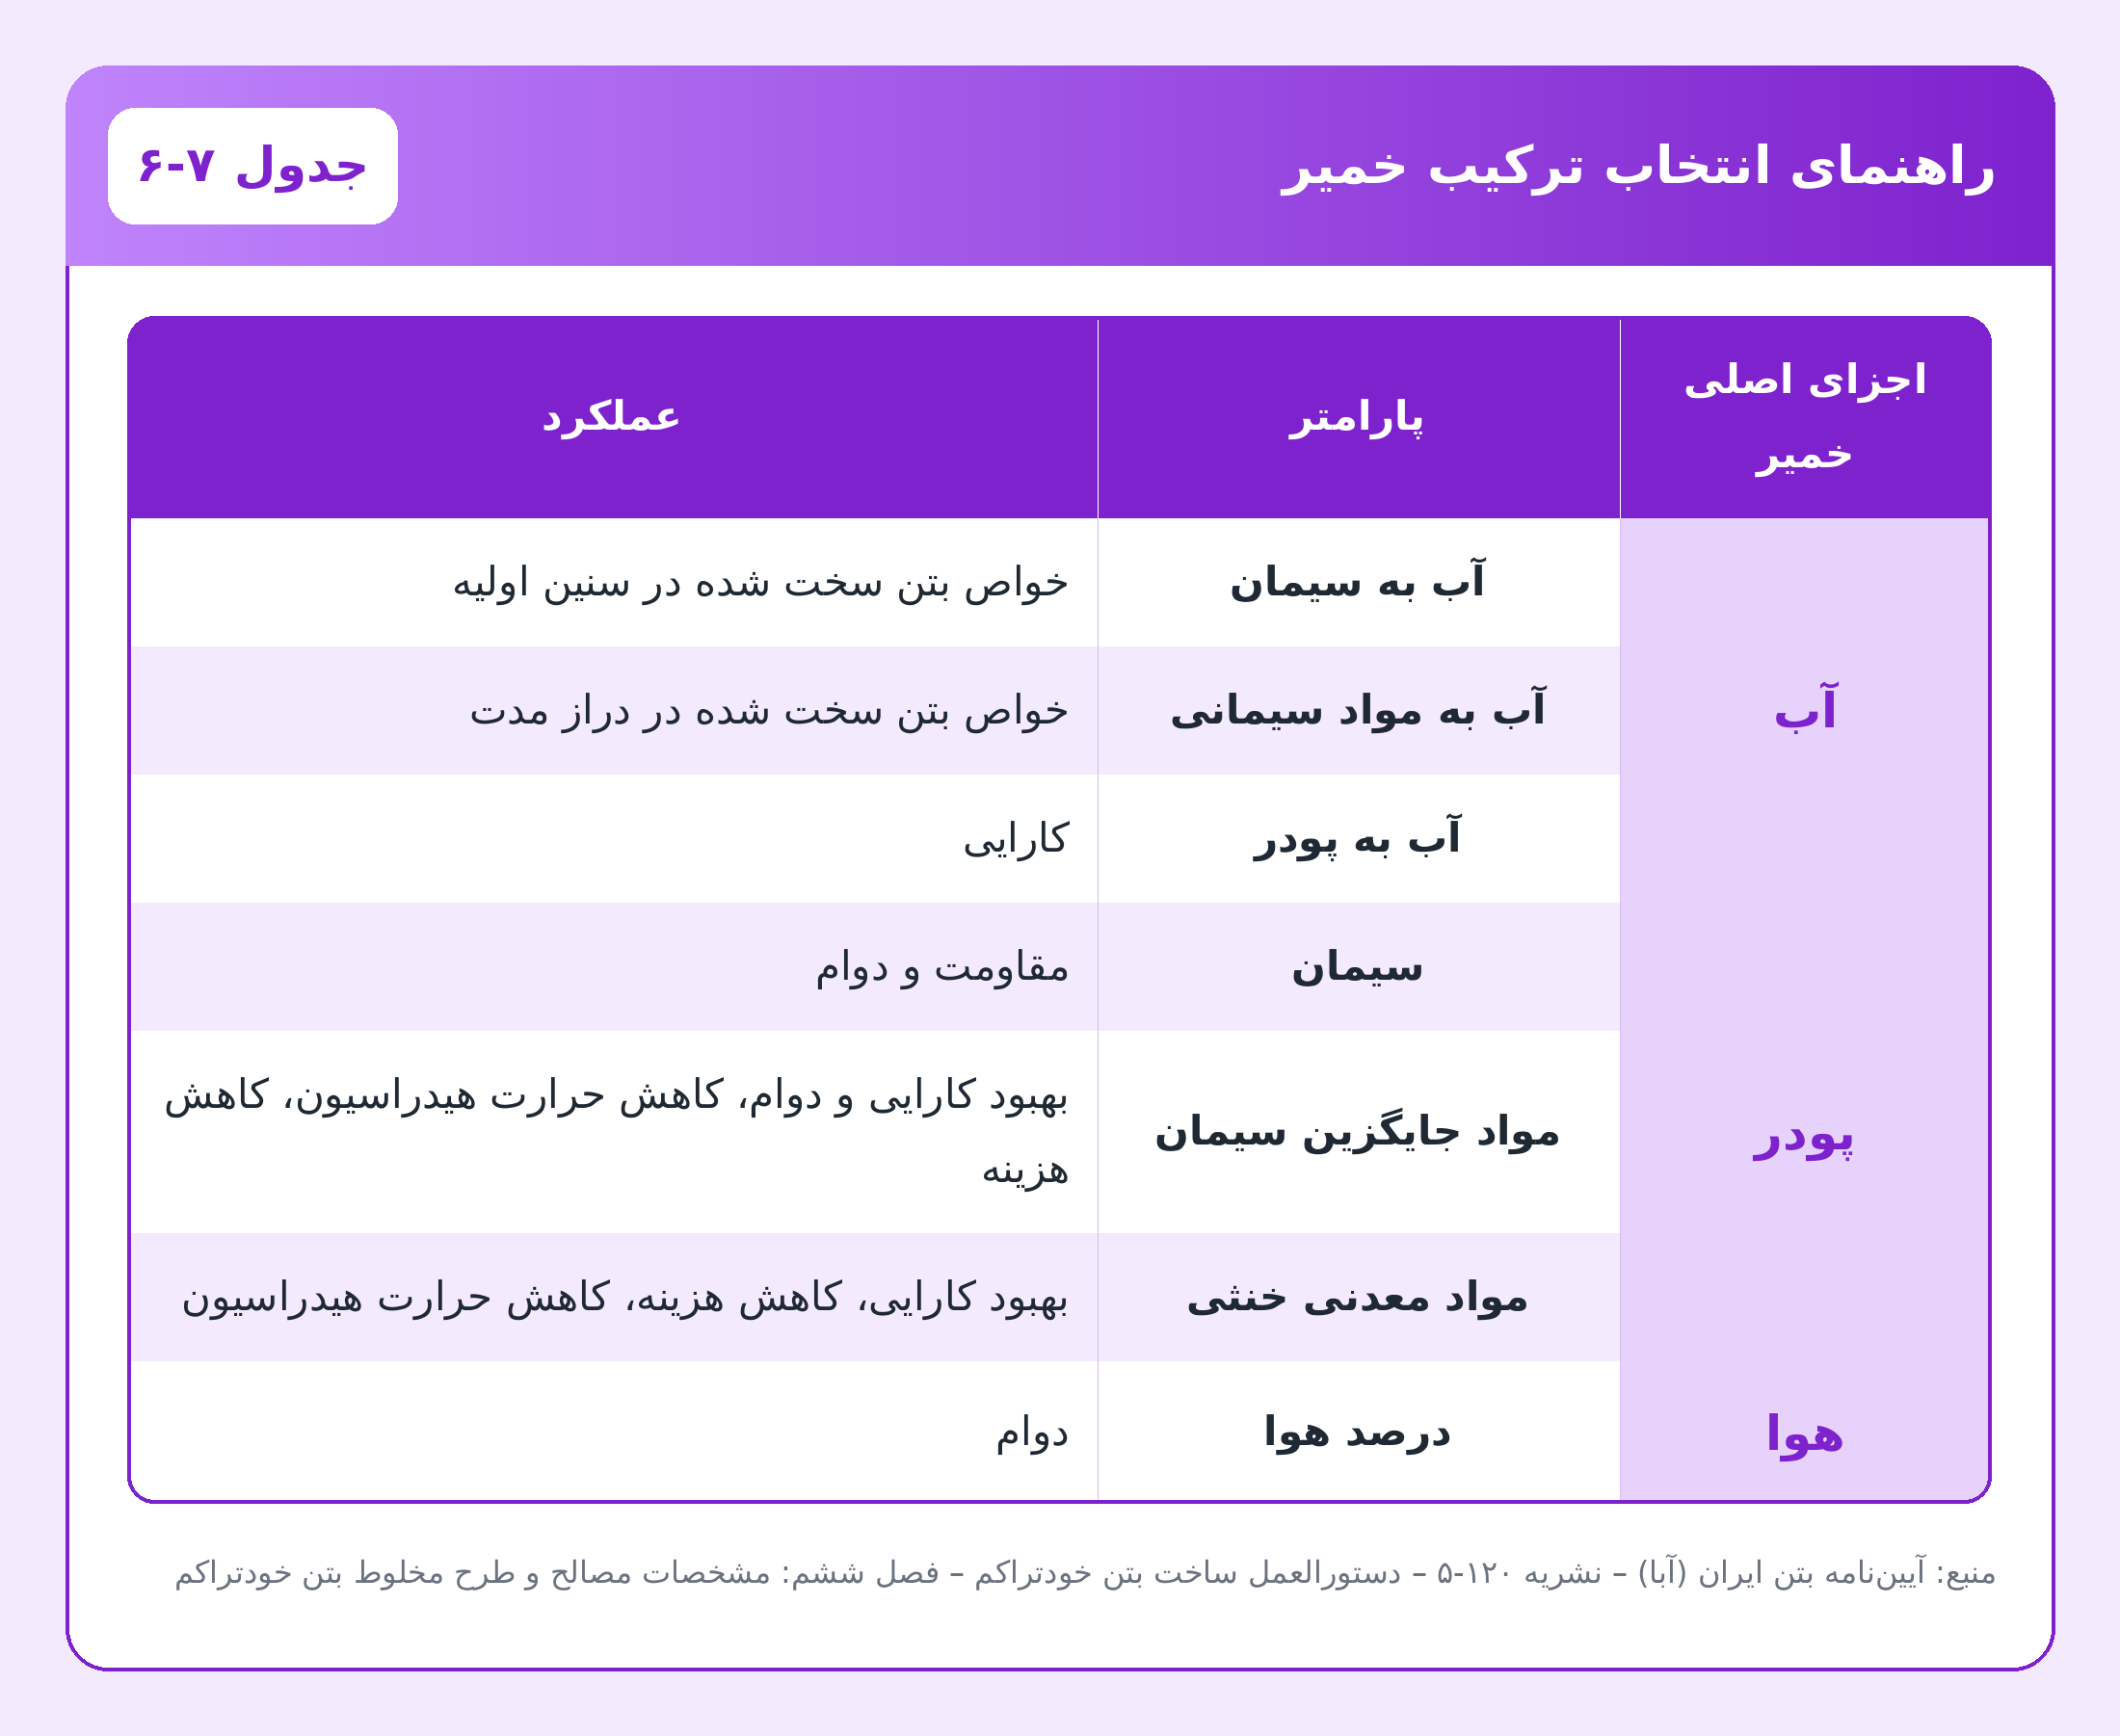 راهنمای انتخاب ترکیب خمیر
جدول ۷-۶
اجزای اصلی
خمیر
پارامتر
عملکرد
آب
آب به سیمان
خواص بتن سخت شده در سنین اولیه
آب به مواد سیمانی
خواص بتن سخت شده در دراز مدت
آب به پودر
کارایی
پودر
سیمان
مقاومت و دوام
مواد جایگزین سیمان
بهبود کارایی و دوام، کاهش حرارت هیدراسیون، کاهش
هزینه
مواد معدنی خنثی
بهبود کارایی، کاهش هزینه، کاهش حرارت هیدراسیون
هوا
درصد هوا
دوام
منبع: آیین‌نامه بتن ایران (آبا) – نشریه ۱۲۰-۵ – دستورالعمل ساخت بتن خودتراکم – فصل ششم: مشخصات مصالح و طرح مخلوط بتن خودتراکم